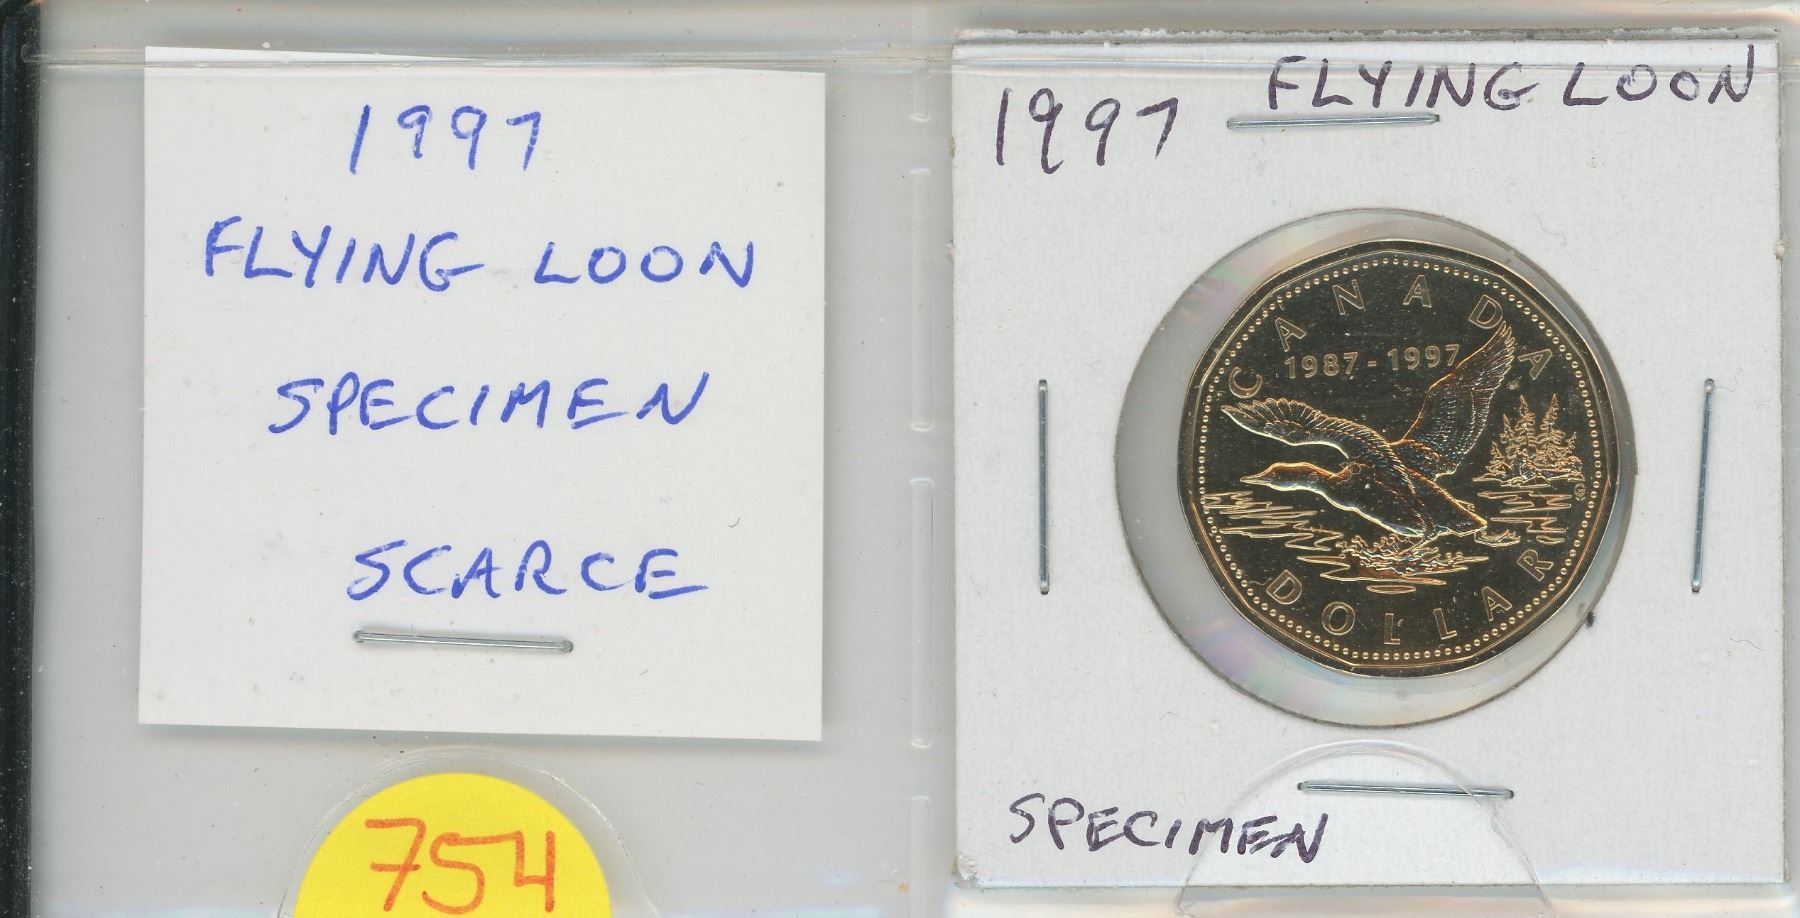 1997
FLYING LOON
SPECIMEN
SCARCE
754
1997 FLYING LOON
CANADA
1987 - 1997
DOLLAR
SPECIMEN